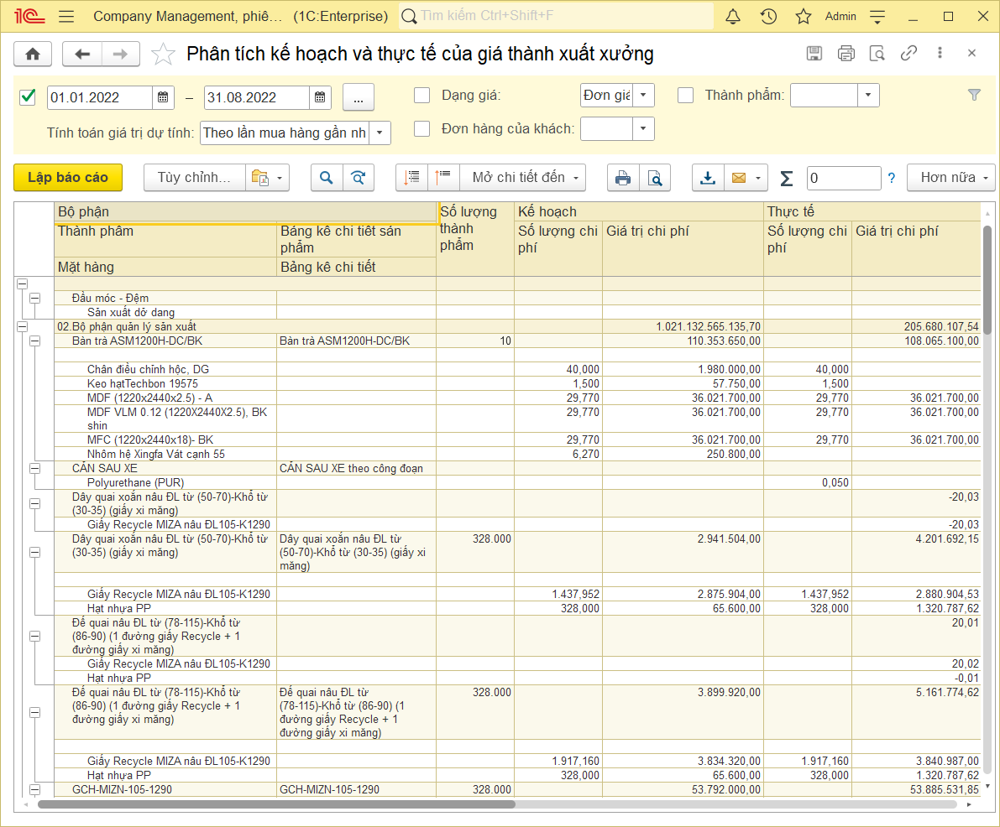 1C Company Management, phiê… (1C:Enterprise) Tìm kiếm Ctrl+Shift+F Admin
Phân tích kế hoạch và thực tế của giá thành xuất xưởng
01.01.2022 – 31.08.2022 ... Dạng giá: Đơn giá Thành phẩm:
Tính toán giá trị dự tính: Theo lần mua hàng gần nh Đơn hàng của khách:
Lập báo cáo Tùy chỉnh... Mở chi tiết đến Σ 0 ? Hơn nữa
Bộ phận Số lượng thành phẩm Kế hoạch Thực tế
Thành phẩm Bảng kê chi tiết sản phẩm Số lượng chi phí Giá trị chi phí Số lượng chi phí Giá trị chi phí
Mặt hàng Bảng kê chi tiết
Đầu móc - Đệm
Sản xuất dở dang
02.Bộ phận quản lý sản xuất 1.021.132.565.135,70 205.680.107,54
Bàn trà ASM1200H-DC/BK Bàn trà ASM1200H-DC/BK 10 110.353.650,00 108.065.100,00
Chân điều chỉnh hộc, DG 40,000 1.980.000,00 40,000
Keo hạtTechbon 19575 1,500 57.750,00 1,500
MDF (1220x2440x2.5) - A 29,770 36.021.700,00 29,770 36.021.700,00
MDF VLM 0.12 (1220X2440X2.5), BK 29,770 36.021.700,00 29,770 36.021.700,00
shin
MFC (1220x2440x18)- BK 29,770 36.021.700,00 29,770 36.021.700,00
Nhôm hệ Xingfa Vát cạnh 55 6,270 250.800,00
CẢN SAU XE CẢN SAU XE theo công đoạn
Polyurethane (PUR) 0,050
Dây quai xoắn nâu ĐL từ (50-70)-Khổ từ -20,03
(30-35) (giấy xi măng)
Giấy Recycle MIZA nâu ĐL105-K1290 -20,03
Dây quai xoắn nâu ĐL từ (50-70)-Khổ từ Dây quai xoắn nâu ĐL từ 328.000 2.941.504,00 4.201.692,15
(30-35) (giấy xi măng) (50-70)-Khổ từ (30-35) (giấy xi
măng)
Giấy Recycle MIZA nâu ĐL105-K1290 1.437,952 2.875.904,00 1.437,952 2.880.904,53
Hạt nhựa PP 328,000 65.600,00 328,000 1.320.787,62
Đế quai nâu ĐL từ (78-115)-Khổ từ 20,01
(86-90) (1 đường giấy Recycle + 1
đường giấy xi măng)
Giấy Recycle MIZA nâu ĐL105-K1290 20,02
Hạt nhựa PP -0,01
Đế quai nâu ĐL từ (78-115)-Khổ từ Đế quai nâu ĐL từ 328.000 3.899.920,00 5.161.774,62
(86-90) (1 đường giấy Recycle + 1 (78-115)-Khổ từ (86-90) (1
đường giấy xi măng) đường giấy Recycle + 1
đường giấy xi măng)
Giấy Recycle MIZA nâu ĐL105-K1290 1.917,160 3.834.320,00 1.917,160 3.840.987,00
Hạt nhựa PP 328,000 65.600,00 328,000 1.320.787,62
GCH-MIZN-105-1290 GCH-MIZN-105-1290 328.000 53.792.000,00 53.885.531,85